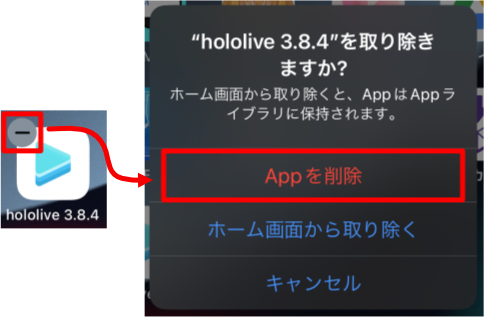 “hololive 3.8.4”を取り除き
ますか?
ホーム画面から取り除くと、AppはAppラ
イブラリに保持されます。
Appを削除
hololive 3.8.4
ホーム画面から取り除く
キャンセル